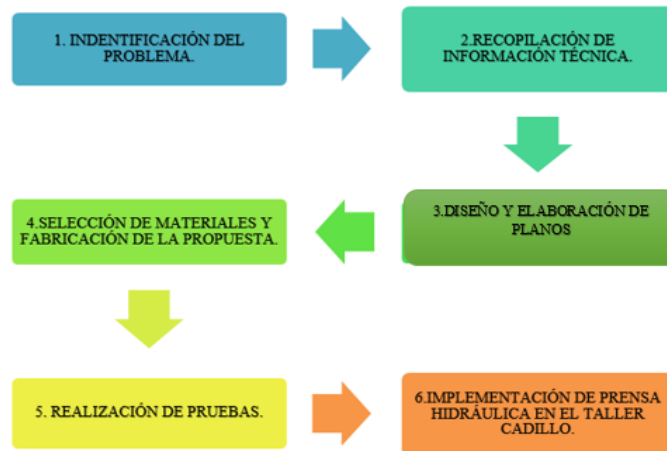 1. INDENTIFICACIÓN DEL
PROBLEMA.
2.RECOPILACIÓN DE
INFORMACIÓN TÉCNICA.
3.DISEÑO Y ELABORACIÓN DE
PLANOS
4.SELECCIÓN DE MATERIALES Y
FABRICACIÓN DE LA PROPUESTA.
5. REALIZACIÓN DE PRUEBAS.
6.IMPLEMENTACIÓN DE PRENSA
HIDRÁULICA EN EL TALLER
CADILLO.